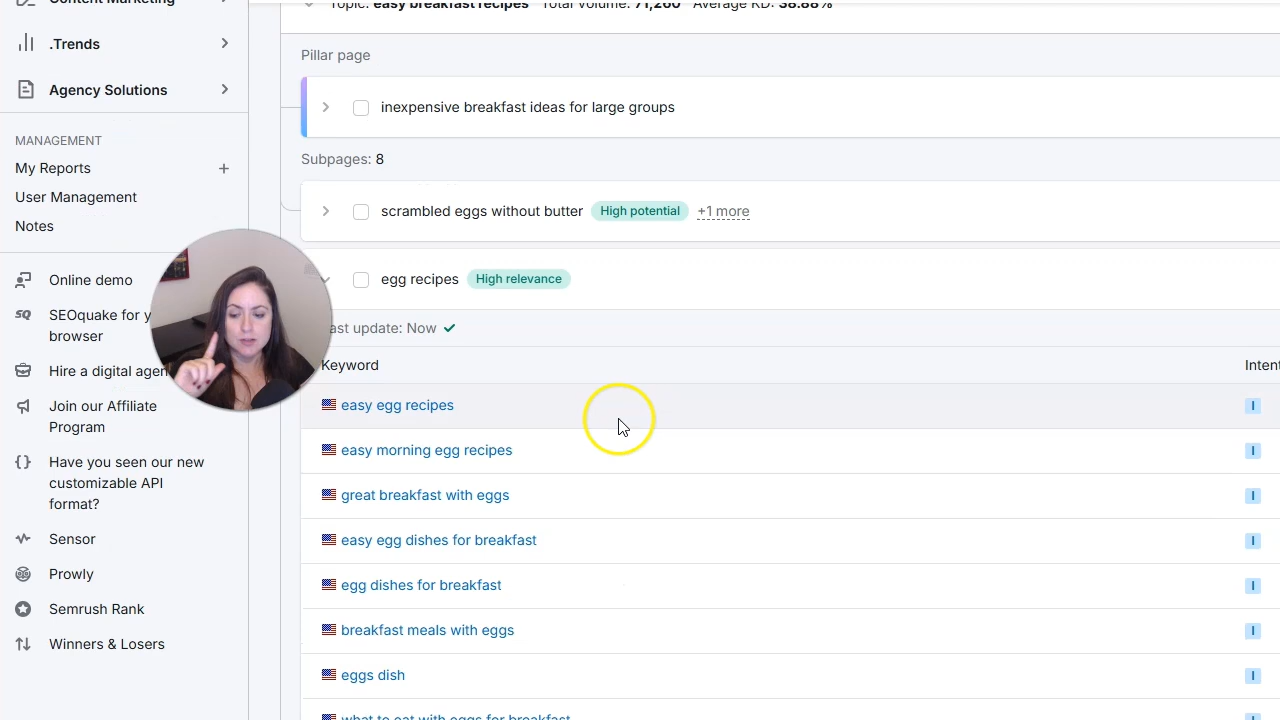 Content Marketing
.Trends
Agency Solutions
MANAGEMENT
My Reports +
User Management
Notes
Online demo
SEOquake for y
browser
Hire a digital agen
Join our Affiliate
Program
{} Have you seen our new
customizable API
format?
Sensor
Prowly
Semrush Rank
Winners & Losers
Topic: easy breakfast recipes Total Volume: 71,260 Average KD: 38.88%
Pillar page
inexpensive breakfast ideas for large groups
Subpages: 8
scrambled eggs without butter High potential +1 more
egg recipes High relevance
ast update: Now
Keyword Intent
easy egg recipes I
easy morning egg recipes I
great breakfast with eggs I
easy egg dishes for breakfast I
egg dishes for breakfast I
breakfast meals with eggs I
eggs dish I
what to eat with eggs for breakfast